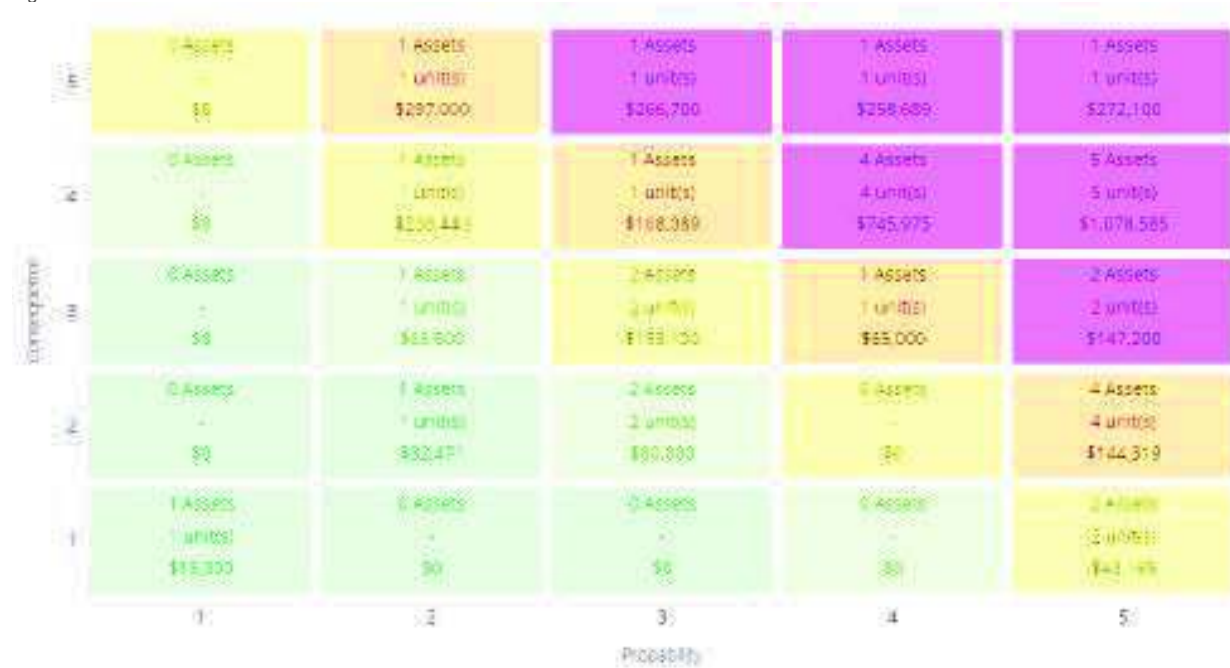 5
Assets
-
$0
1 Assets
1 unit(s)
$297,000
1 Assets
1 unit(s)
$266,700
1 Assets
1 unit(s)
$258,689
1 Assets
1 unit(s)
$272,100
4
0 Assets
-
$0
1 Assets
unit(s)
1 Assets
1 unit(s)
$168,389
4 Assets
4 unit(s)
$745,975
5 Assets
5 unit(s)
$1,078,585
Consequence
3
0 Assets
-
$0
1 Assets
1 unit(s)
2 Assets
2 unit(s)
1 Assets
1 unit(s)
$65,000
2 Assets
2 unit(s)
$147,200
2
0 Assets
-
$0
1 Assets
1 unit(s)
$32,471
2 Assets
2 unit(s)
0 Assets
-
$0
4 Assets
4 unit(s)
$144,319
1
1 Assets
1 unit(s)
0 Assets
-
$0
0 Assets
-
$0
0 Assets
-
$0
2 Assets
2 unit(s)
1
2
3
4
5
Probability